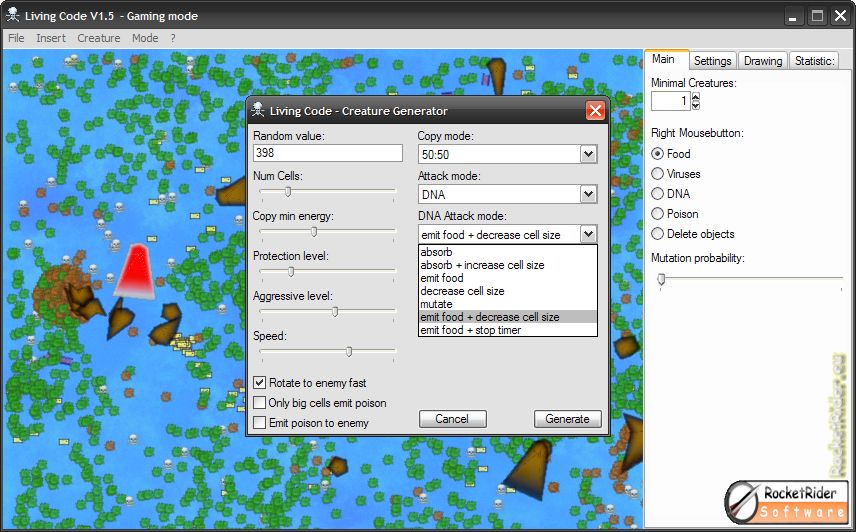 Living Code V1.5 - Gaming mode
File Insert Creature Mode ?
Main Settings Drawing Statistic:
Minimal Creatures:
1
Right Mousebutton:
Food
Viruses
DNA
Poison
Delete objects
Mutation probability:
Living Code - Creature Generator
Random value:
398
Num Cells:
Copy min energy:
Protection level:
Aggressive level:
Speed:
Rotate to enemy fast
Only big cells emit poison
Emit poison to enemy
Copy mode:
50:50
Attack mode:
DNA
DNA Attack mode:
emit food + decrease cell size
absorb
absorb + increase cell size
emit food
decrease cell size
mutate
emit food + decrease cell size
emit food + stop timer
Cancel Generate
RocketRider.eu
RocketRider
Software